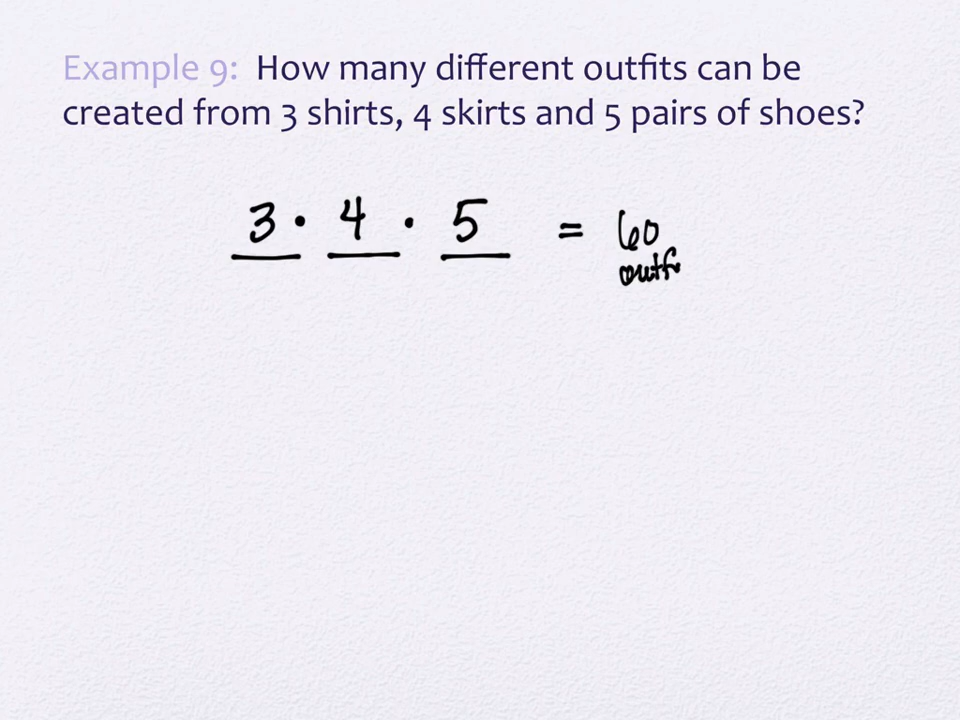 Example 9: How many different outfits can be
created from 3 shirts, 4 skirts and 5 pairs of shoes?
3 · 4 · 5 = 60
outf